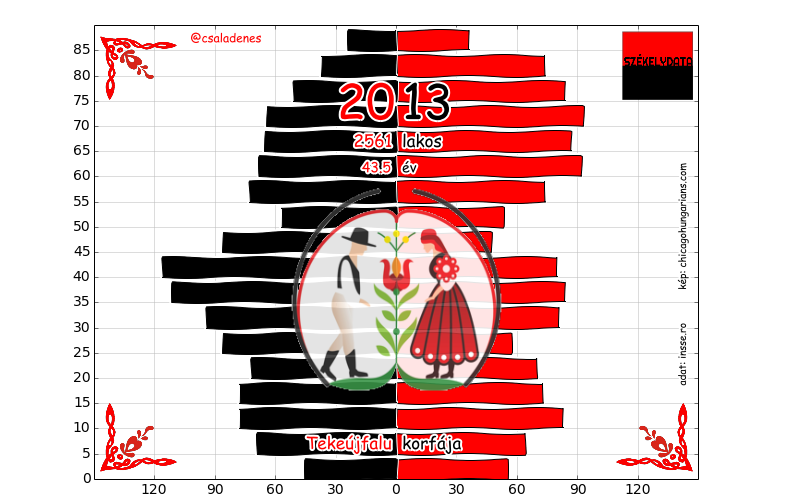 @csaladenes
SZÉKELYDATA
2013
2561 lakos
43.5 év
kép: chicagohungarians.com
adat: insse.ro
Tekeújfalu korfája
85
80
75
70
65
60
55
50
45
40
35
30
25
20
15
10
5
0
120 90 60 30 0 30 60 90 120